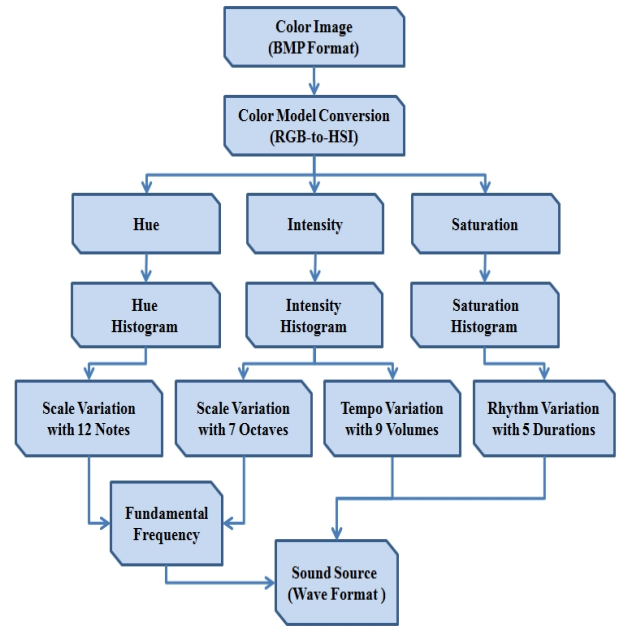 Color Image
(BMP Format)
Color Model Conversion
(RGB-to-HSI)
Hue
Intensity
Saturation
Hue
Histogram
Intensity
Histogram
Saturation
Histogram
Scale Variation
with 12 Notes
Scale Variation
with 7 Octaves
Tempo Variation
with 9 Volumes
Rhythm Variation
with 5 Durations
Fundamental
Frequency
Sound Source
(Wave Format )